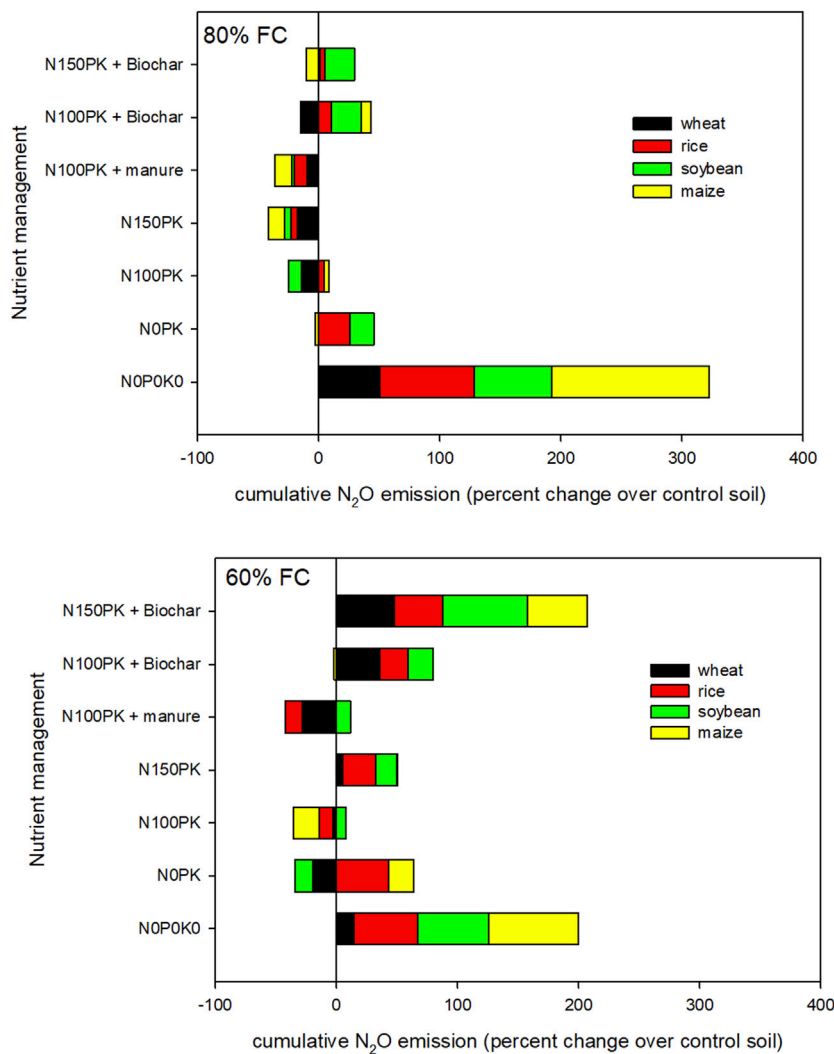 80% FC
N150PK + Biochar
N100PK + Biochar
N100PK + manure
N150PK
N100PK
N0PK
N0P0K0
Nutrient management
wheat
rice
soybean
maize
-100 0 100 200 300 400
cumulative N₂O emission (percent change over control soil)
60% FC
N150PK + Biochar
N100PK + Biochar
N100PK + manure
N150PK
N100PK
N0PK
N0P0K0
Nutrient management
wheat
rice
soybean
maize
-100 0 100 200 300 400
cumulative N₂O emission (percent change over control soil)